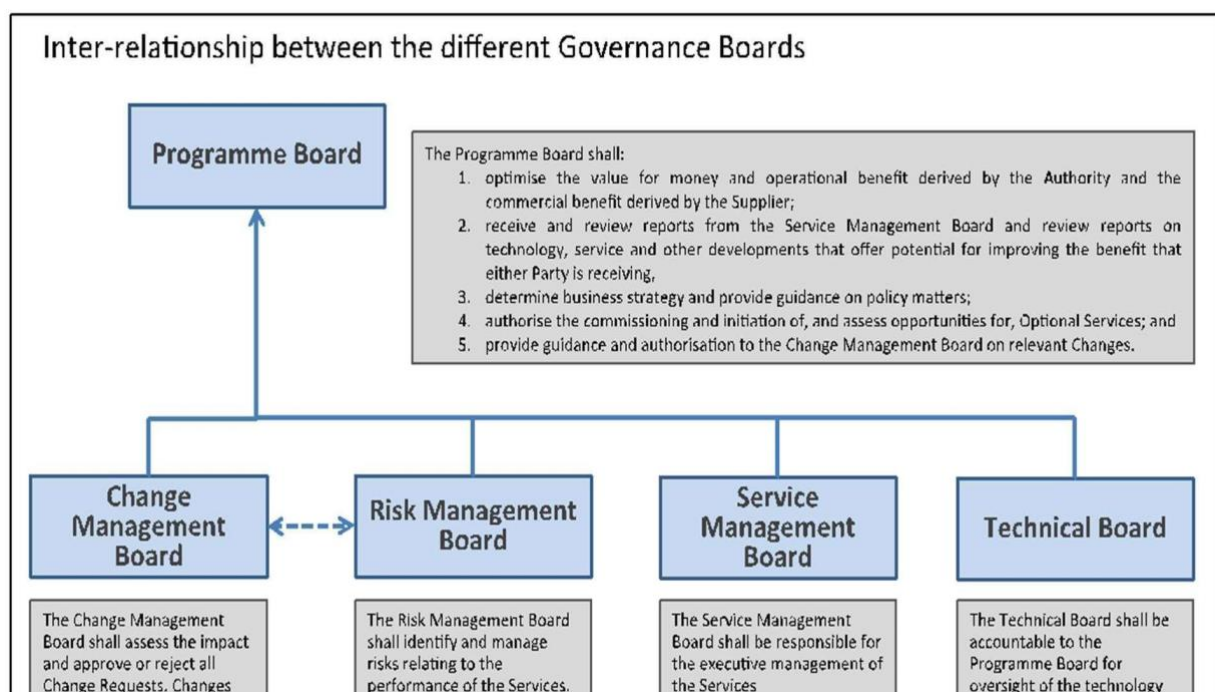 Inter-relationship between the different Governance Boards
Programme Board
The Programme Board shall:
1. optimise the value for money and operational benefit derived by the Authority and the
commercial benefit derived by the Supplier;
2. receive and review reports from the Service Management Board and review reports on
technology, service and other developments that offer potential for improving the benefit that
either Party is receiving,
3. determine business strategy and provide guidance on policy matters;
4. authorise the commissioning and initiation of, and assess opportunities for, Optional Services; and
5. provide guidance and authorisation to the Change Management Board on relevant Changes.
Change
Management
Board
Risk Management
Board
Service
Management
Board
Technical Board
The Change Management
Board shall assess the impact
and approve or reject all
Change Requests. Changes
The Risk Management Board
shall identify and manage
risks relating to the
performance of the Services.
The Service Management
Board shall be responsible for
the executive management of
the Services
The Technical Board shall be
accountable to the
Programme Board for
oversight of the technology